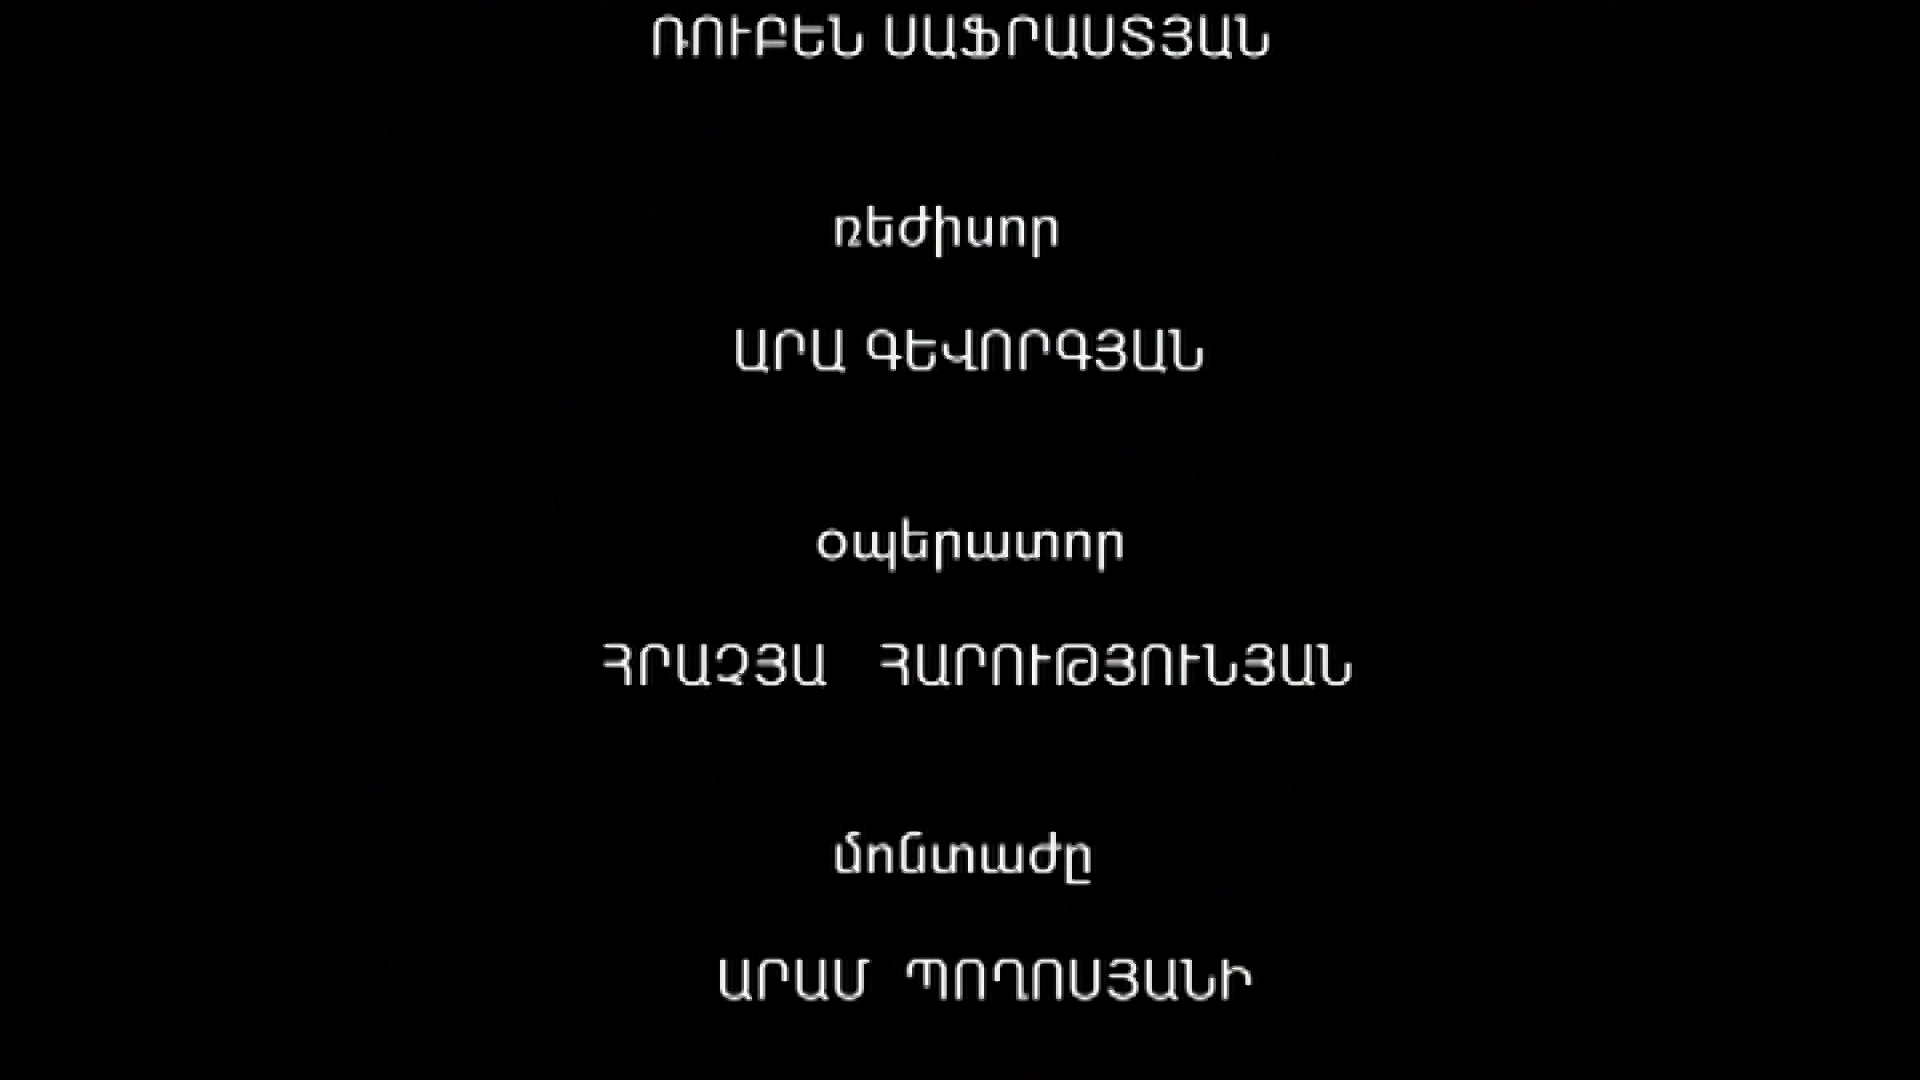 ՌՈՒԲԵՆ ՍԱՖՐԱՍՏՅԱՆ
ռեժիսոր
ԱՐԱ ԳԵՎՈՐԳՅԱՆ
օպերատոր
ՀՐԱՉՅԱ ՀԱՐՈՒԹՅՈՒՆՅԱՆ
մոնտաժը
ԱՐԱՄ ՊՈՂՈՍՅԱՆԻ